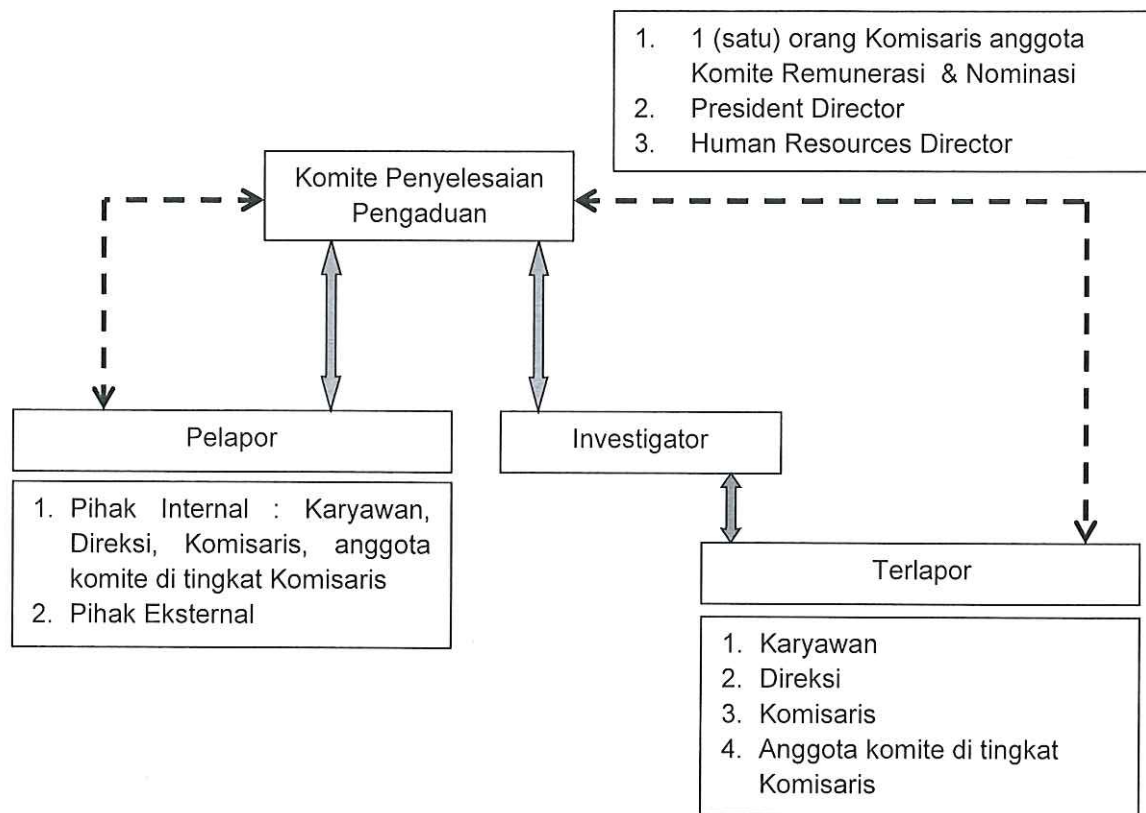 1. 1 (satu) orang Komisaris anggota
Komite Remunerasi & Nominasi
2. President Director
3. Human Resources Director
Komite Penyelesaian
Pengaduan
Pelapor
1. Pihak Internal : Karyawan,
Direksi, Komisaris, anggota
komite di tingkat Komisaris
2. Pihak Eksternal
Investigator
Terlapor
1. Karyawan
2. Direksi
3. Komisaris
4. Anggota komite di tingkat
Komisaris